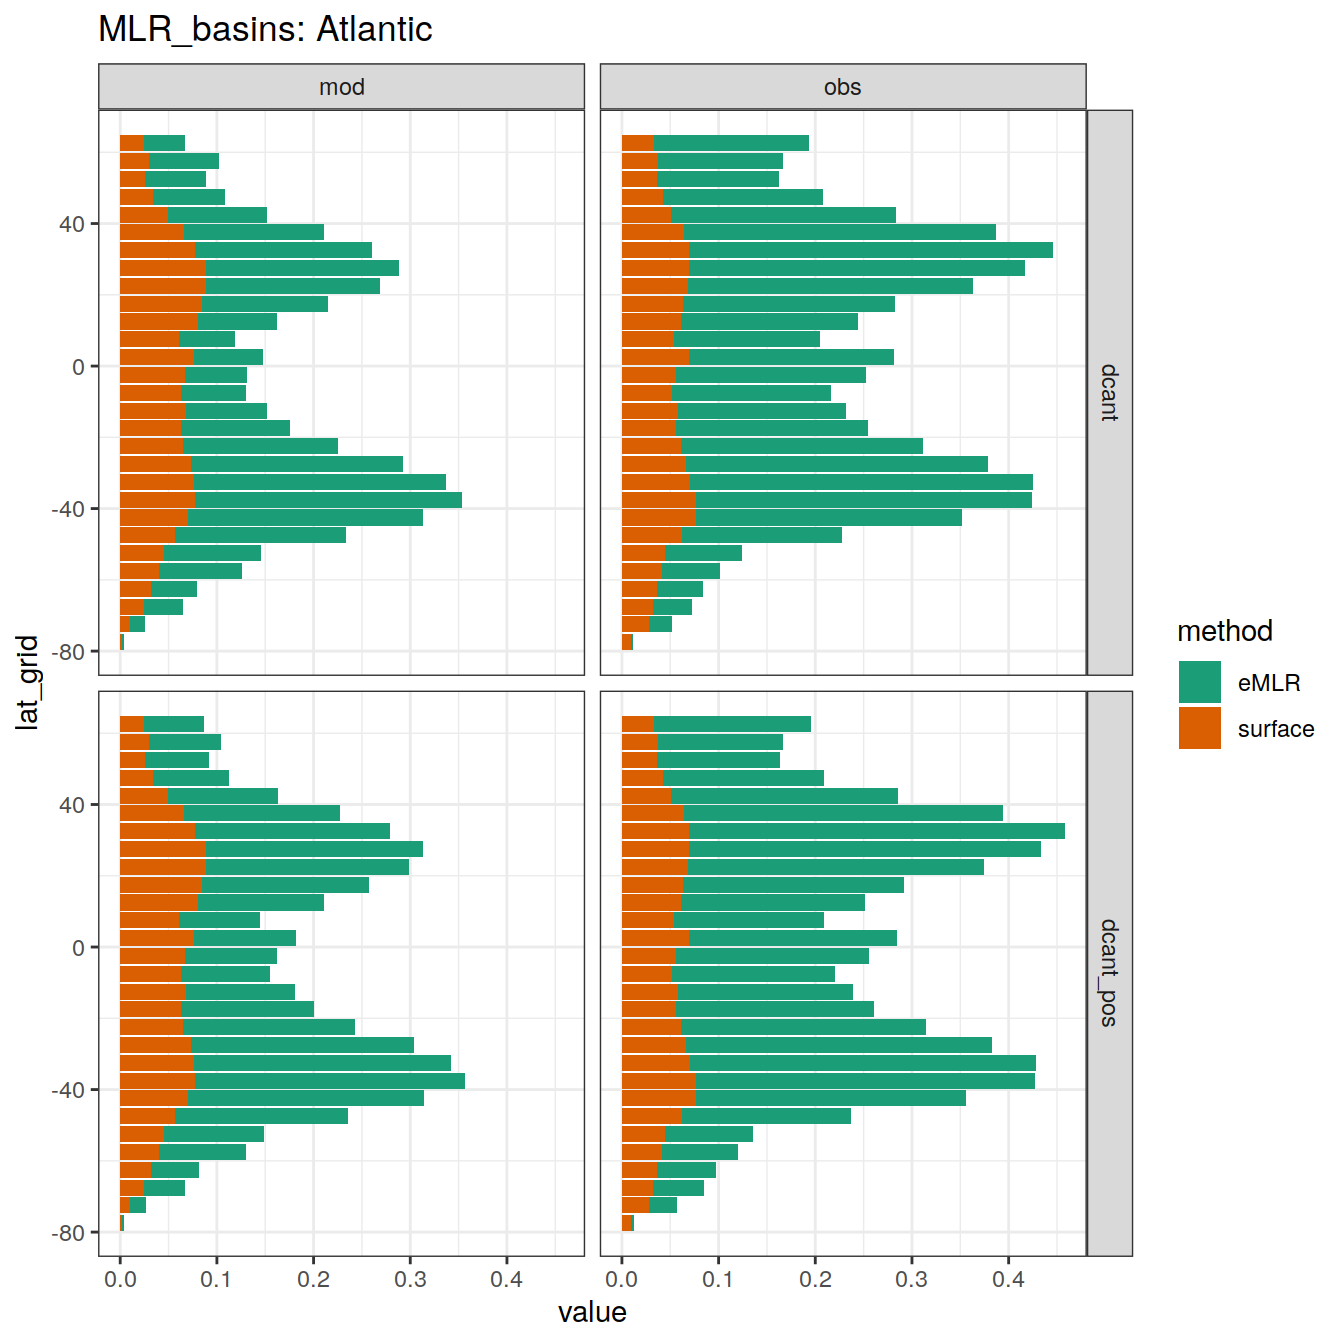 MLR_basins: Atlantic
mod
obs
40
0
-40
-80
dcant
40
0
-40
-80
dcant_pos
lat_grid
0.0 0.1 0.2 0.3 0.4
0.0 0.1 0.2 0.3 0.4
value
method
eMLR
surface